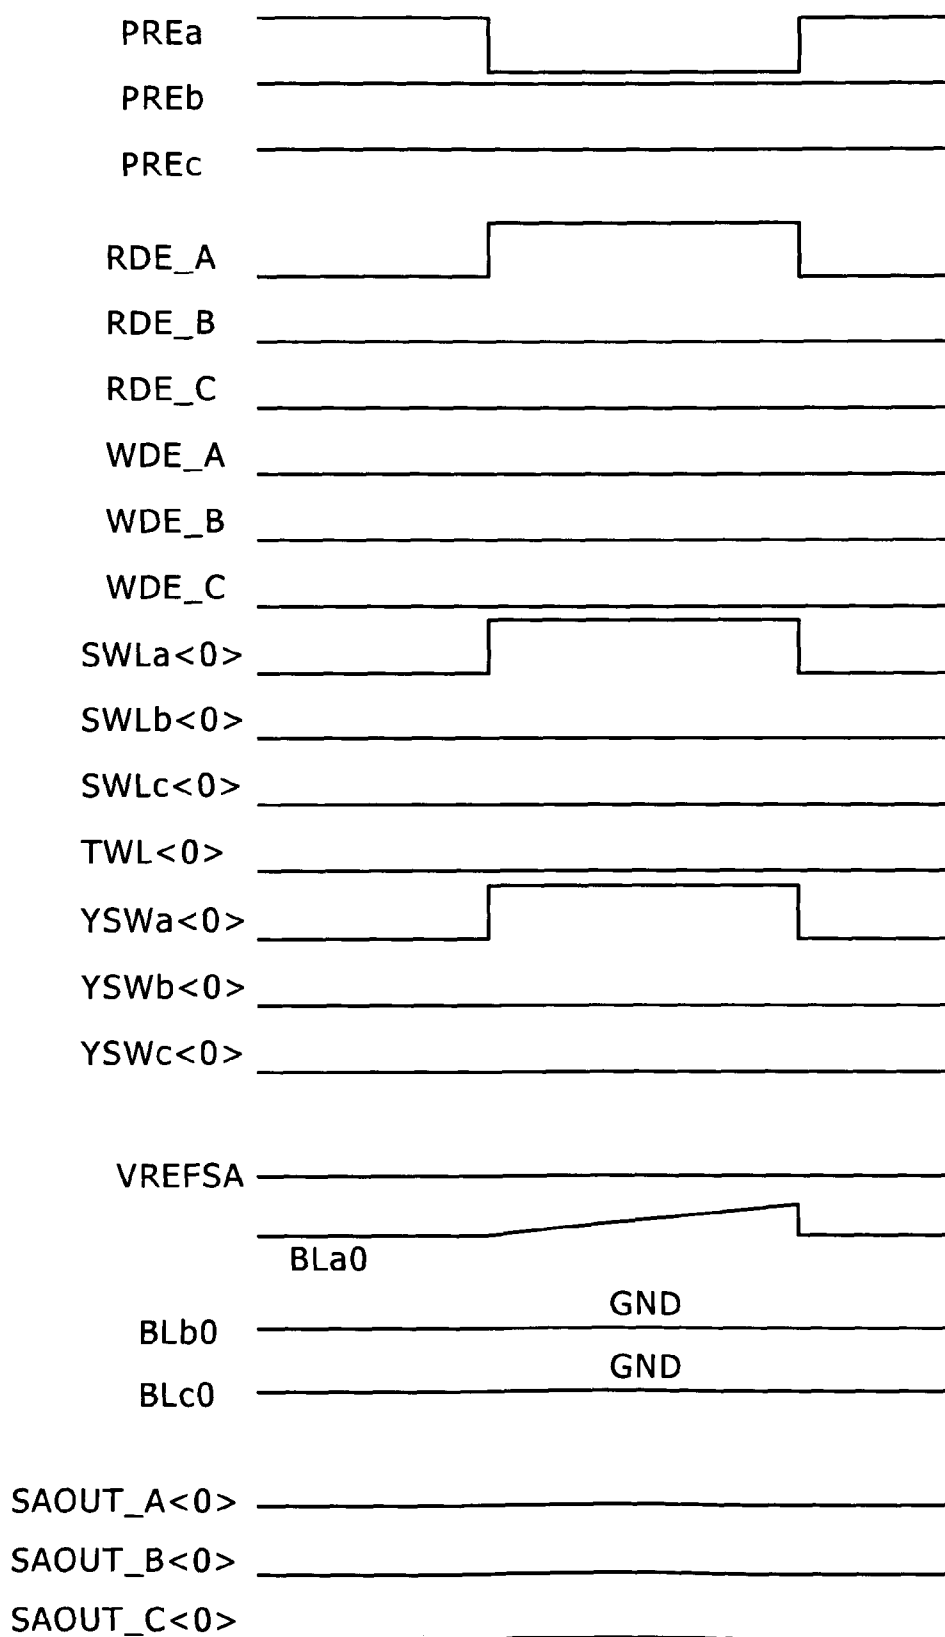 PREa
PREb
PREc
RDE_A
RDE_B
RDE_C
WDE_A
WDE_B
WDE_C
SWLa<0>
SWLb<0>
SWLc<0>
TWL<0>
YSWa<0>
YSWb<0>
YSWc<0>
VREFSA
BLa0
GND
BLb0
GND
BLc0
SAOUT_A<0>
SAOUT_B<0>
SAOUT_C<0>